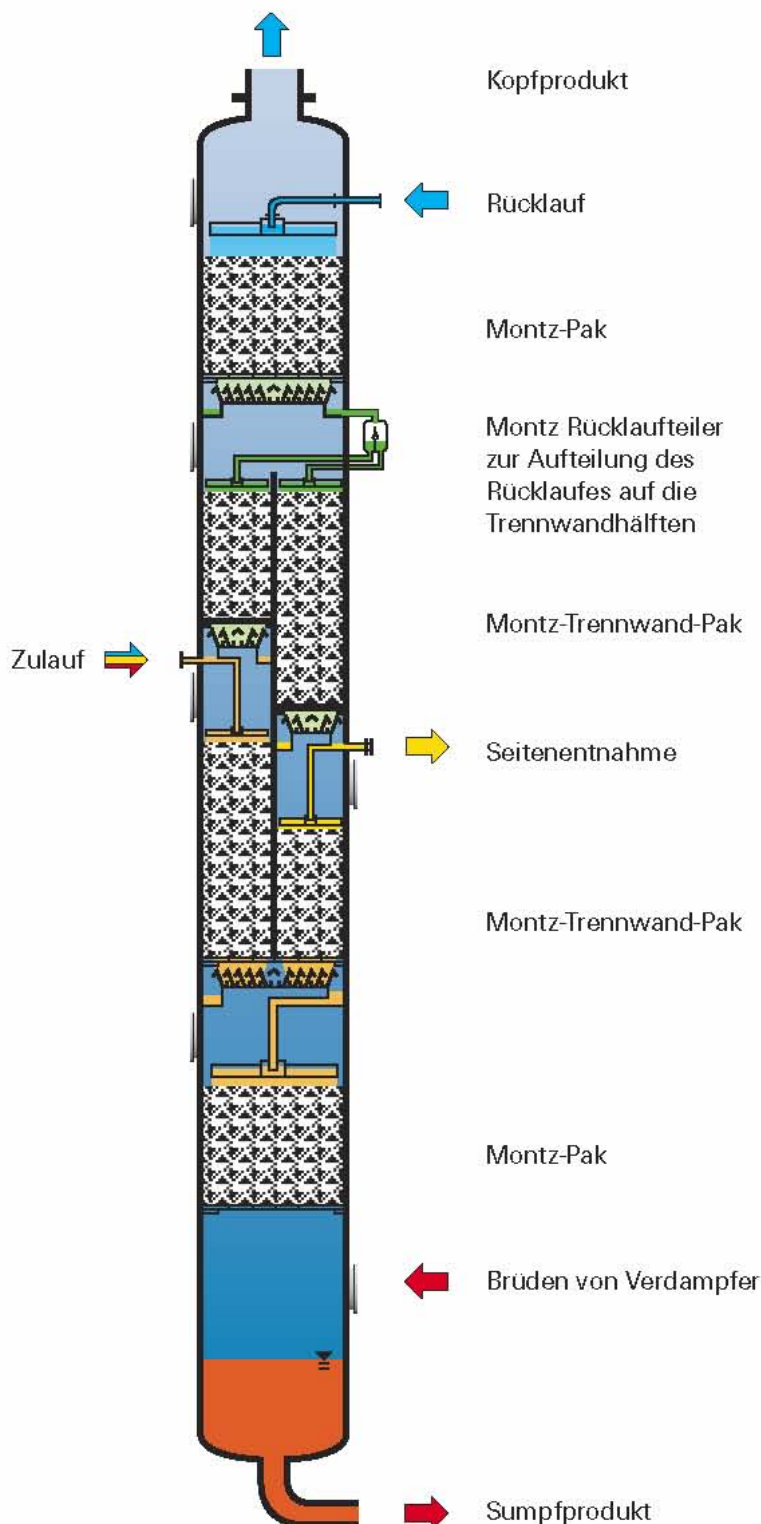 Kopfprodukt
Rücklauf
Montz-Pak
Montz Rücklaufteiler
zur Aufteilung des
Rücklaufes auf die
Trennwandhälften
Montz-Trennwand-Pak
Zulauf
Seitenentnahme
Montz-Trennwand-Pak
Montz-Pak
Brüden von Verdampfer
Sumpfprodukt